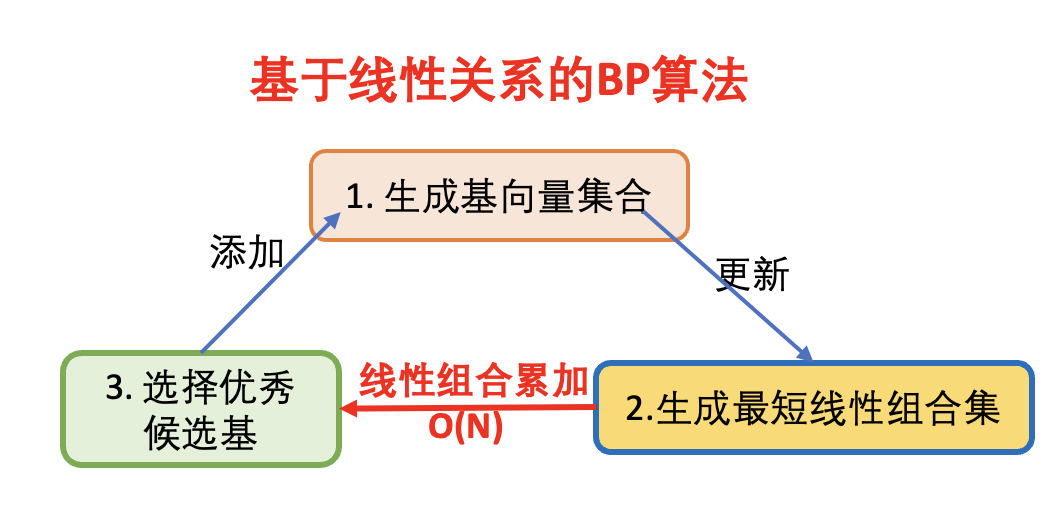 基于线性关系的BP算法
1. 生成基向量集合
添加
更新
3. 选择优秀
候选基
线性组合累加
O(N)
2.生成最短线性组合集